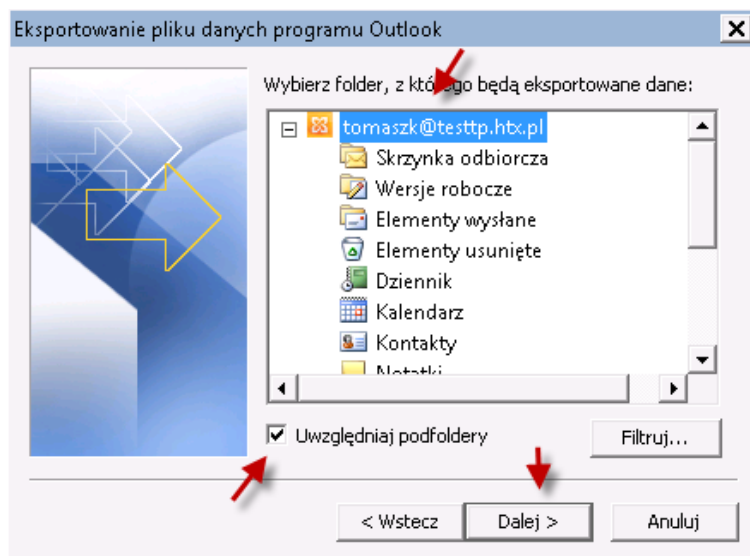 Eksportowanie pliku danych programu Outlook
Wybierz folder, z którego będą eksportowane dane:
tomaszk@testtp.htx.pl
Skrzynka odbiorcza
Wersje robocze
Elementy wysłane
Elementy usunięte
Dziennik
Kalendarz
Kontakty
Notatki
Uwzględniaj podfoldery
Filtruj...
< Wstecz
Dalej >
Anuluj